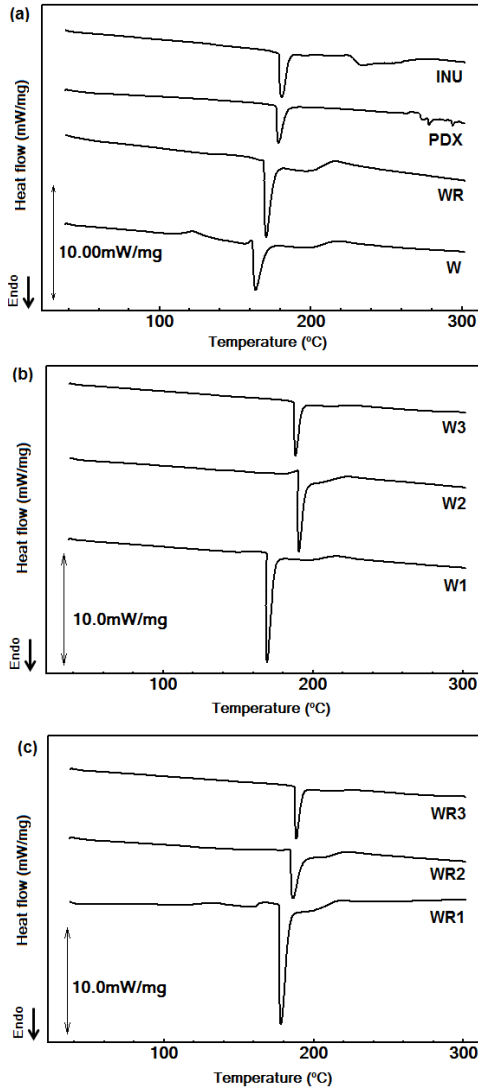 (a)
INU
PDX
WR
W
10.00mW/mg
Heat flow (mW/mg)
Endo
100
200
300
Temperature (ºC)
(b)
W3
W2
W1
10.0mW/mg
Heat flow (mW/mg)
Endo
100
200
300
Temperature (ºC)
(c)
WR3
WR2
WR1
10.0mW/mg
Heat flow (mW/mg)
Endo
100
200
300
Temperature (ºC)